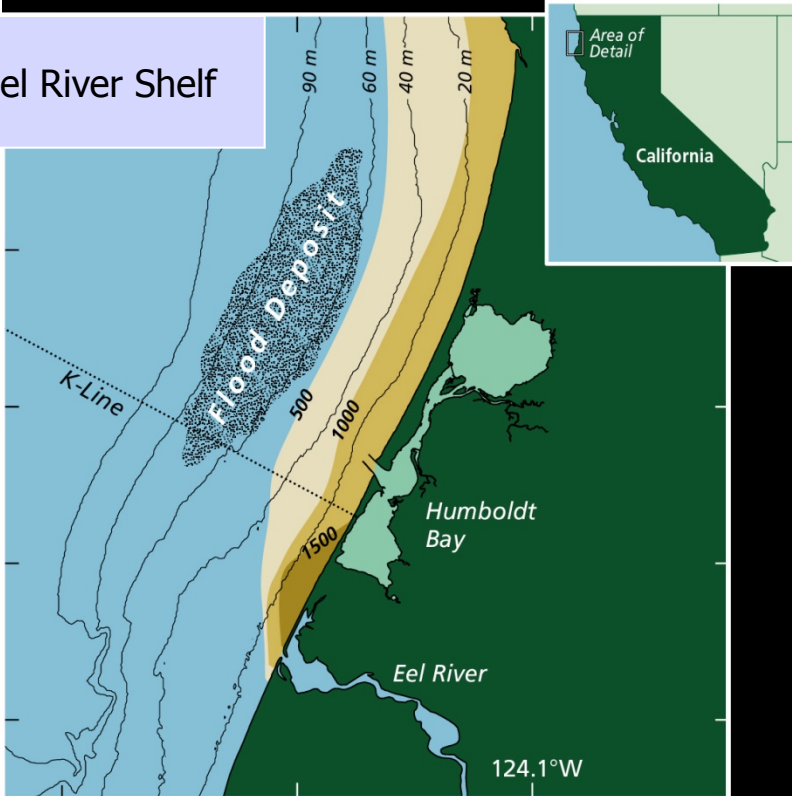 el River Shelf
90 m
60 m
40 m
20 m
Area of
Detail
California
Flood Deposit
K-Line
500
1000
1500
Humboldt
Bay
Eel River
124.1°W